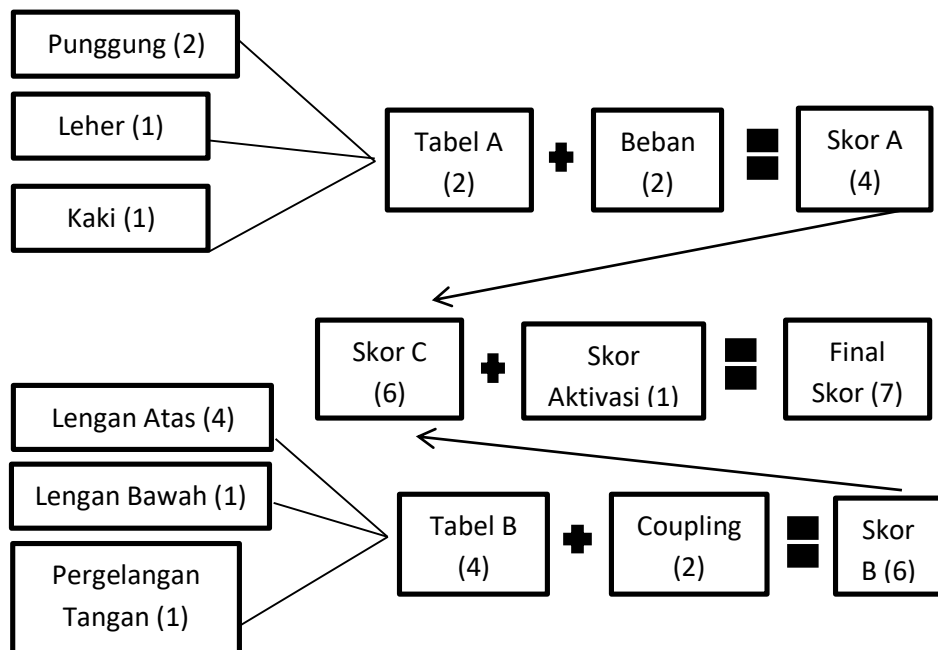 Punggung (2)
Leher (1)
Kaki (1)
Tabel A
(2)
Beban
(2)
Skor A
(4)
Skor C
(6)
Skor
Aktivasi (1)
Final
Skor (7)
Lengan Atas (4)
Lengan Bawah (1)
Pergelangan
Tangan (1)
Tabel B
(4)
Coupling
(2)
Skor
B (6)